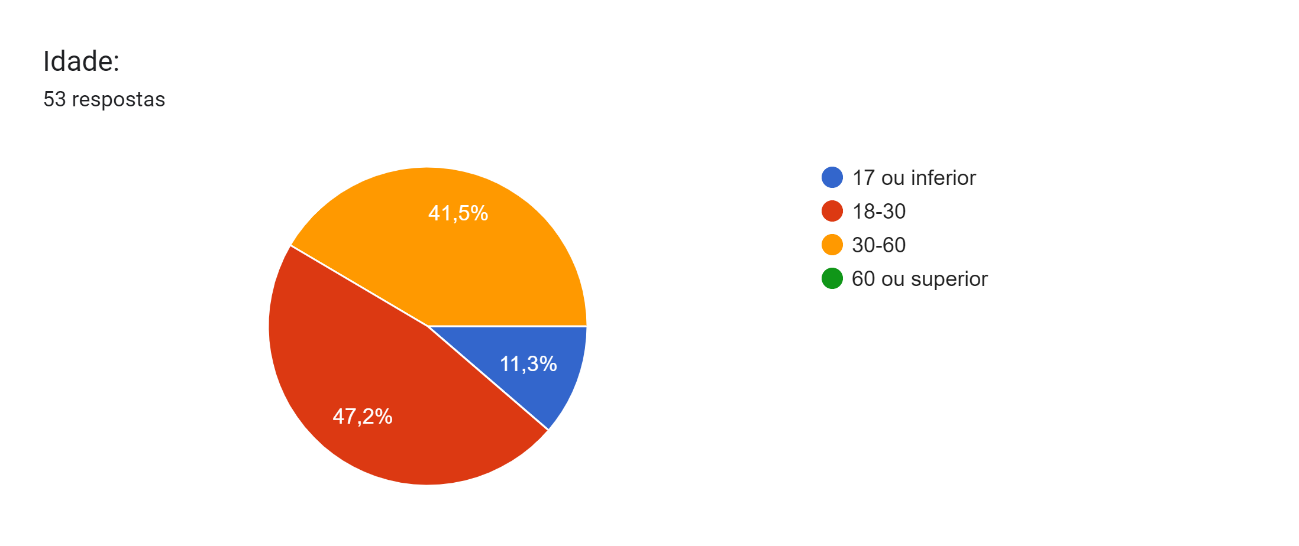 Idade:
53 respostas
41,5%
11,3%
47,2%
17 ou inferior
18-30
30-60
60 ou superior